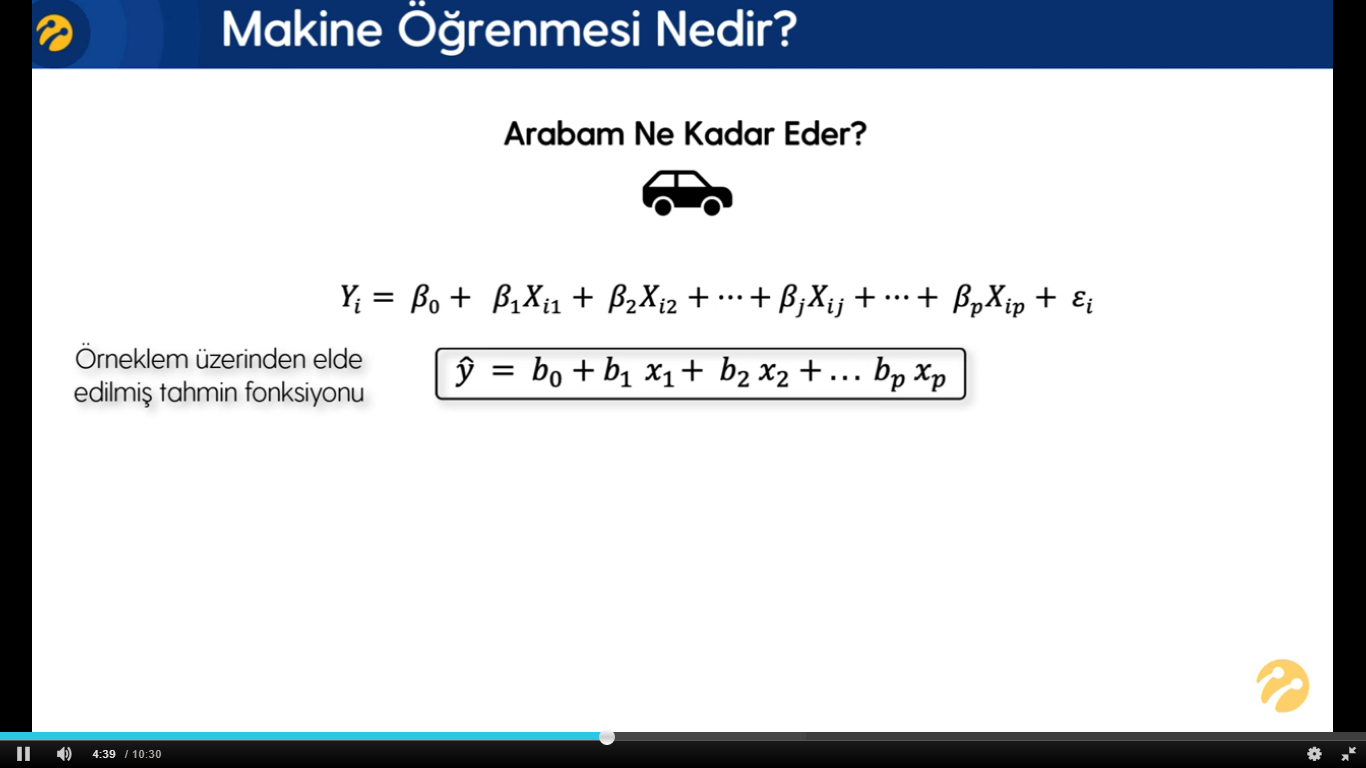 Makine Öğrenmesi Nedir?
Arabam Ne Kadar Eder?
Yᵢ = β₀ + β₁Xᵢ₁ + β₂Xᵢ₂ + ⋯ + βⱼXᵢⱼ + ⋯ + βₚXᵢₚ + εᵢ
Örneklem üzerinden elde
edilmiş tahmin fonksiyonu
ŷ = b₀ + b₁ x₁ + b₂ x₂ + … bₚ xₚ
4:39 / 10:30